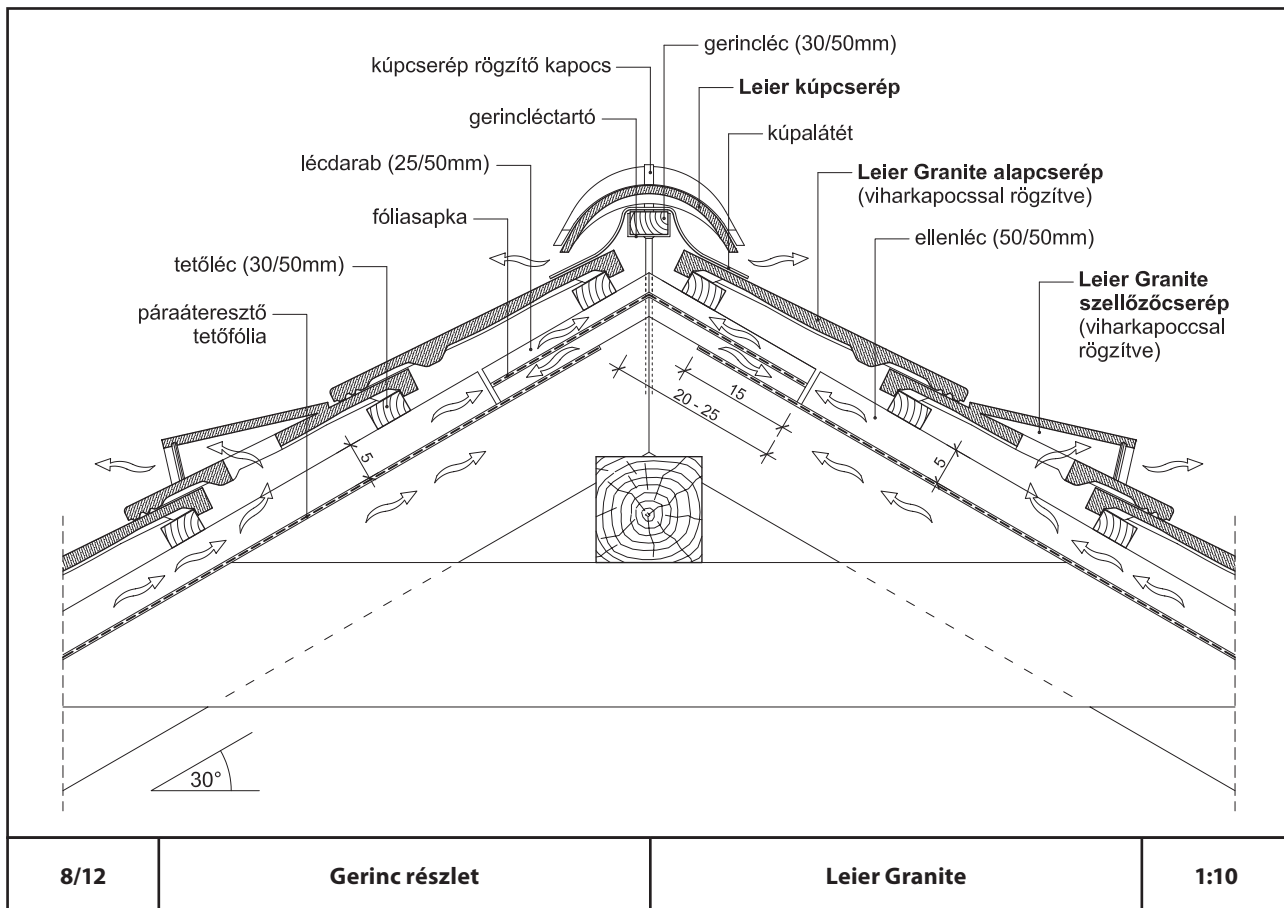 gerincléc (30/50mm)
kúpcserép rögzítő kapocs
Leier kúpcserép
gerincléctartó
kúpalátét
lécdarab (25/50mm)
Leier Granite alapcserép
(viharkapocssal rögzítve)
fóliasapka
ellenléc (50/50mm)
tetőléc (30/50mm)
Leier Granite
szellőzőcserép
(viharkapoccsal
rögzítve)
páraáteresztő
tetőfólia
15
20 - 25
5
5
30°
8/12
Gerinc részlet
Leier Granite
1:10